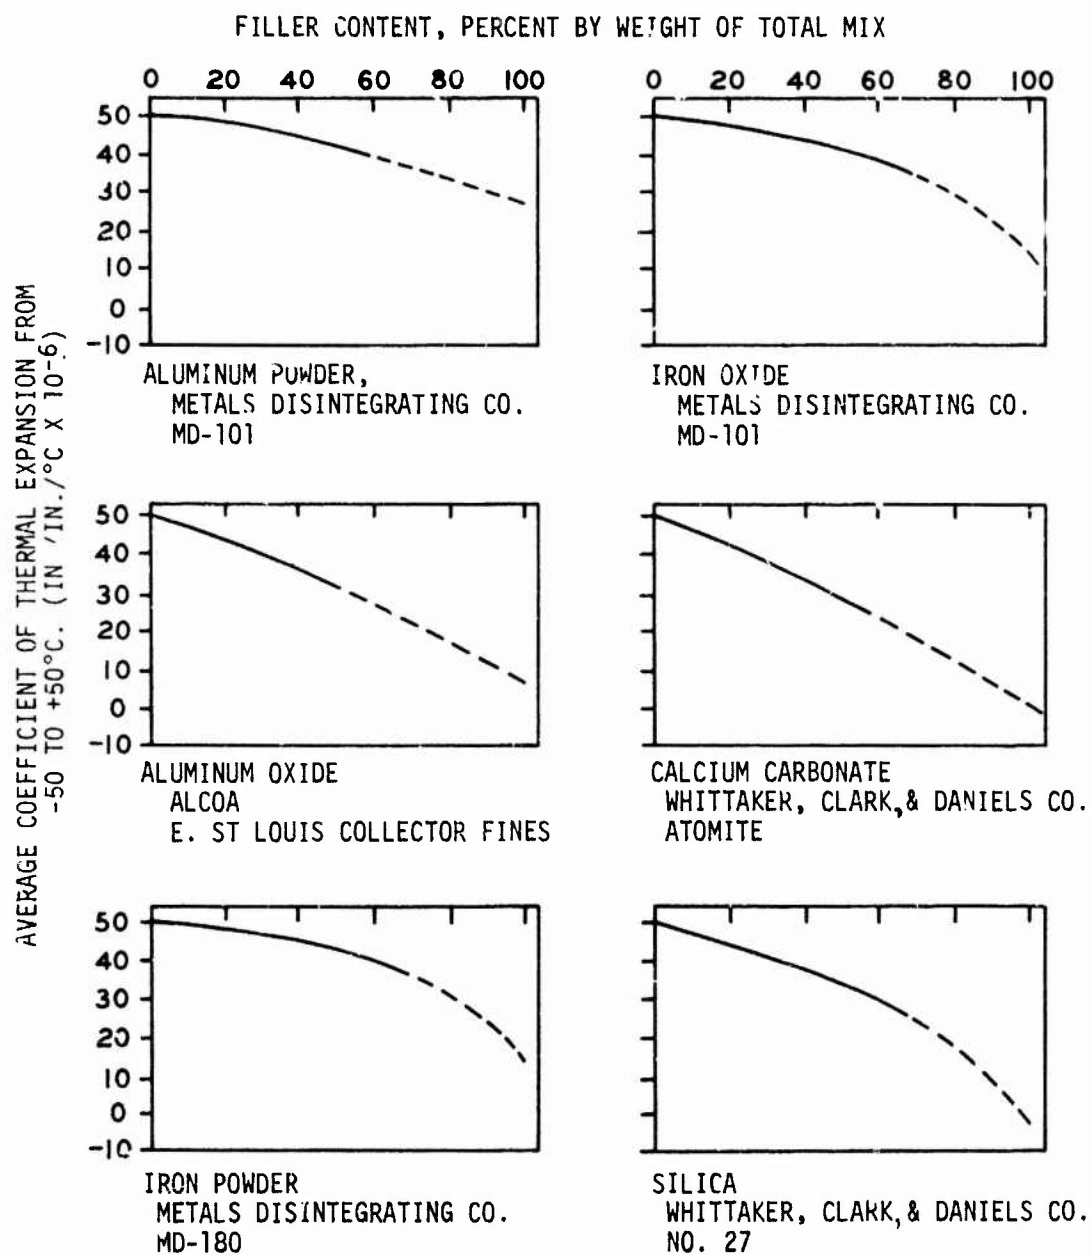 FILLER CONTENT, PERCENT BY WEIGHT OF TOTAL MIX
0 20 40 60 80 100
0 20 40 60 80 100
50
40
30
20
10
0
-10
ALUMINUM POWDER,
METALS DISINTEGRATING CO.
MD-101
IRON OXIDE
METALS DISINTEGRATING CO.
MD-101
AVERAGE COEFFICIENT OF THERMAL EXPANSION FROM
-50 TO +50°C. (IN /IN./°C X 10-6)
50
40
30
20
10
0
-10
ALUMINUM OXIDE
ALCOA
E. ST LOUIS COLLECTOR FINES
CALCIUM CARBONATE
WHITTAKER, CLARK,& DANIELS CO.
ATOMITE
50
40
30
20
10
0
-10
IRON POWDER
METALS DISINTEGRATING CO.
MD-180
SILICA
WHITTAKER, CLARK,& DANIELS CO.
NO. 27